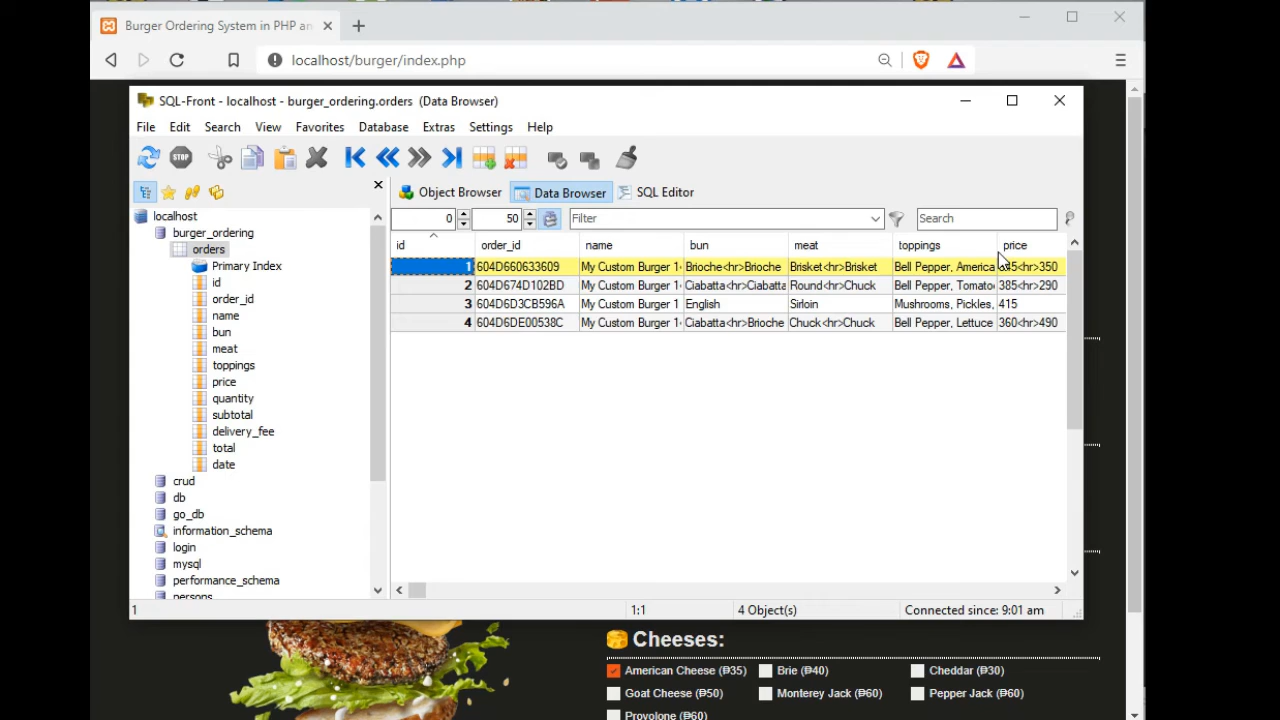 Burger Ordering System in PHP an
localhost/burger/index.php
SQL-Front - localhost - burger_ordering.orders (Data Browser)
File Edit Search View Favorites Database Extras Settings Help
STOP
Object Browser Data Browser SQL Editor
0 50 Filter Search
localhost
burger_ordering
orders
Primary Index
id
order_id
name
bun
meat
toppings
price
quantity
subtotal
delivery_fee
total
date
crud
db
go_db
information_schema
login
mysql
performance_schema
persons
id order_id name bun meat toppings price
1 604D660633609 My Custom Burger 1 Brioche<hr>Brioche Brisket<hr>Brisket Bell Pepper, America 45<hr>350
2 604D674D102BD My Custom Burger 1 Ciabatta<hr>Ciabatta Round<hr>Chuck Bell Pepper, Tomato 385<hr>290
3 604D6D3CB596A My Custom Burger 1 English Sirloin Mushrooms, Pickles, 415
4 604D6DE00538C My Custom Burger 1 Ciabatta<hr>Brioche Chuck<hr>Chuck Bell Pepper, Lettuce 360<hr>490
1 1:1 4 Object(s) Connected since: 9:01 am
Cheeses:
American Cheese (₱35) Brie (₱40) Cheddar (₱30)
Goat Cheese (₱50) Monterey Jack (₱60) Pepper Jack (₱60)
Provolone (₱60)